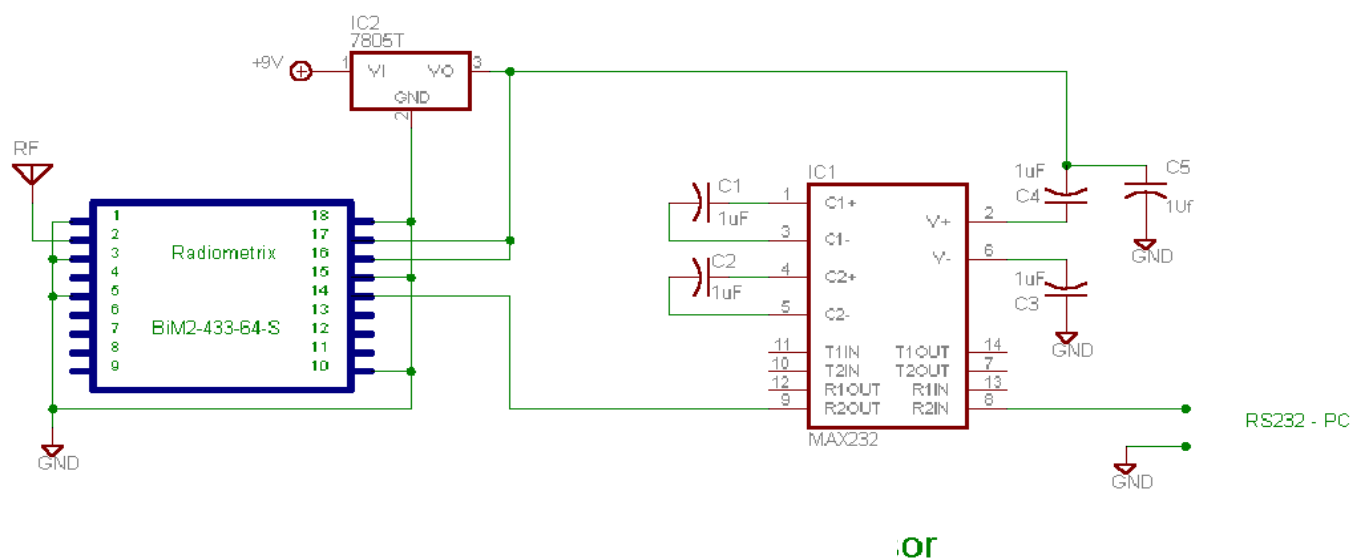 IC2
7805T
+9V
1 VI VO 3
GND
2
RF
Radiometrix
BiM2-433-64-S
1 18
2 17
3 16
4 15
5 14
6 13
7 12
8 11
9 10
GND
IC1
C1
1uF
C2
1uF
1 C1+
3 C1-
4 C2+
5 C2-
V+ 2
V- 6
11 T1IN T1OUT 14
10 T2IN T2OUT 7
12 R1OUT R1IN 13
9 R2OUT R2IN 8
MAX232
1uF
C4
C5
1Uf
GND
1uF
C3
GND
RS232 - PC
GND